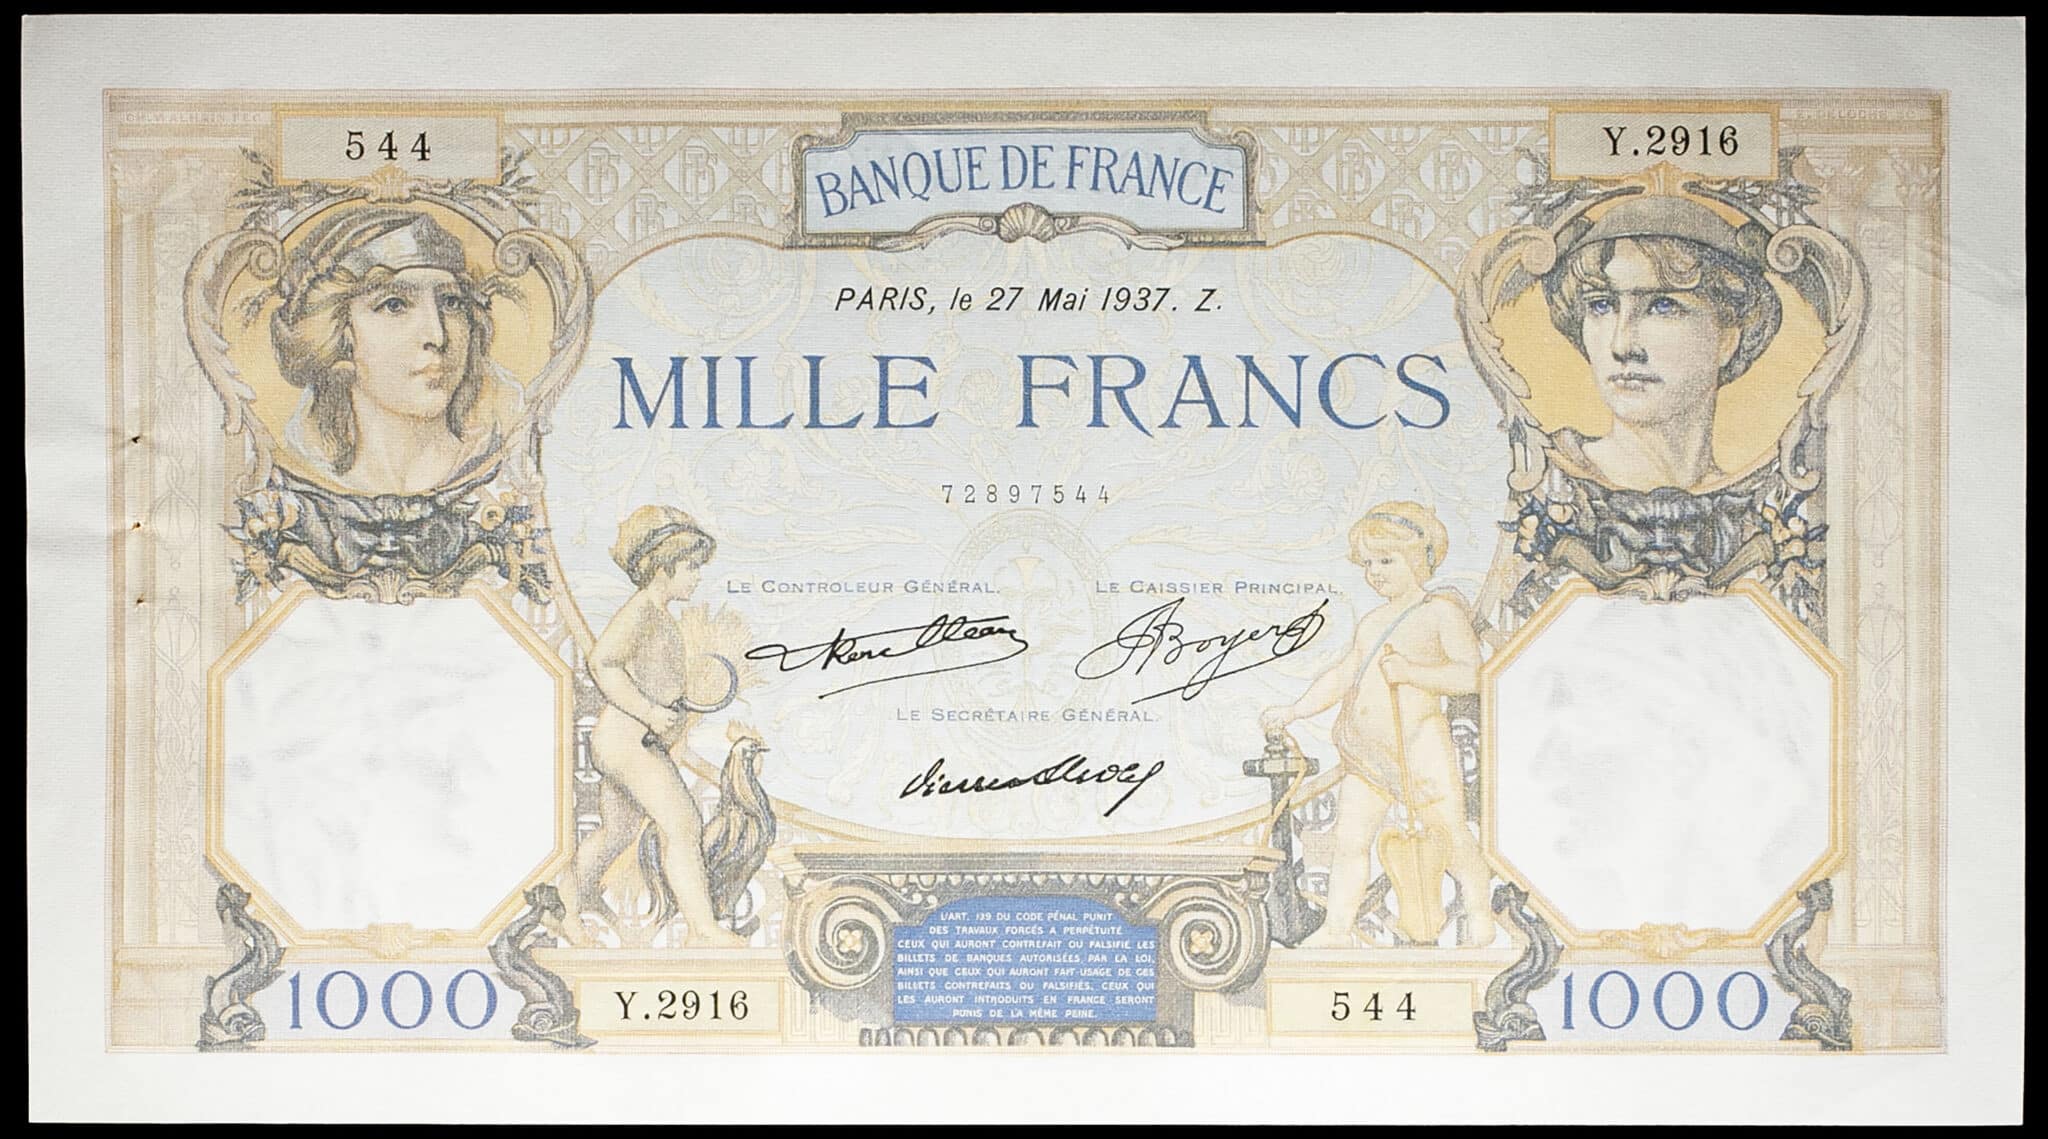 544
Y.2916
BANQUE DE FRANCE
PARIS, le 27 Mai 1937. Z.
MILLE FRANCS
72897544
LE CONTROLEUR GÉNÉRAL.
LE CAISSIER PRINCIPAL.
LE SECRÉTAIRE GÉNÉRAL.
L'ART. 139 DU CODE PÉNAL PUNIT
DES TRAVAUX FORCÉS A PERPÉTUITÉ
CEUX QUI AURONT CONTREFAIT OU FALSIFIÉ LES
BILLETS DE BANQUES AUTORISÉES PAR LA LOI,
AINSI QUE CEUX QUI AURONT FAIT USAGE DE CES
BILLETS CONTREFAITS OU FALSIFIÉS. CEUX QUI
LES AURONT INTRODUITS EN FRANCE SERONT
PUNIS DE LA MÊME PEINE.
1000
Y.2916
544
1000